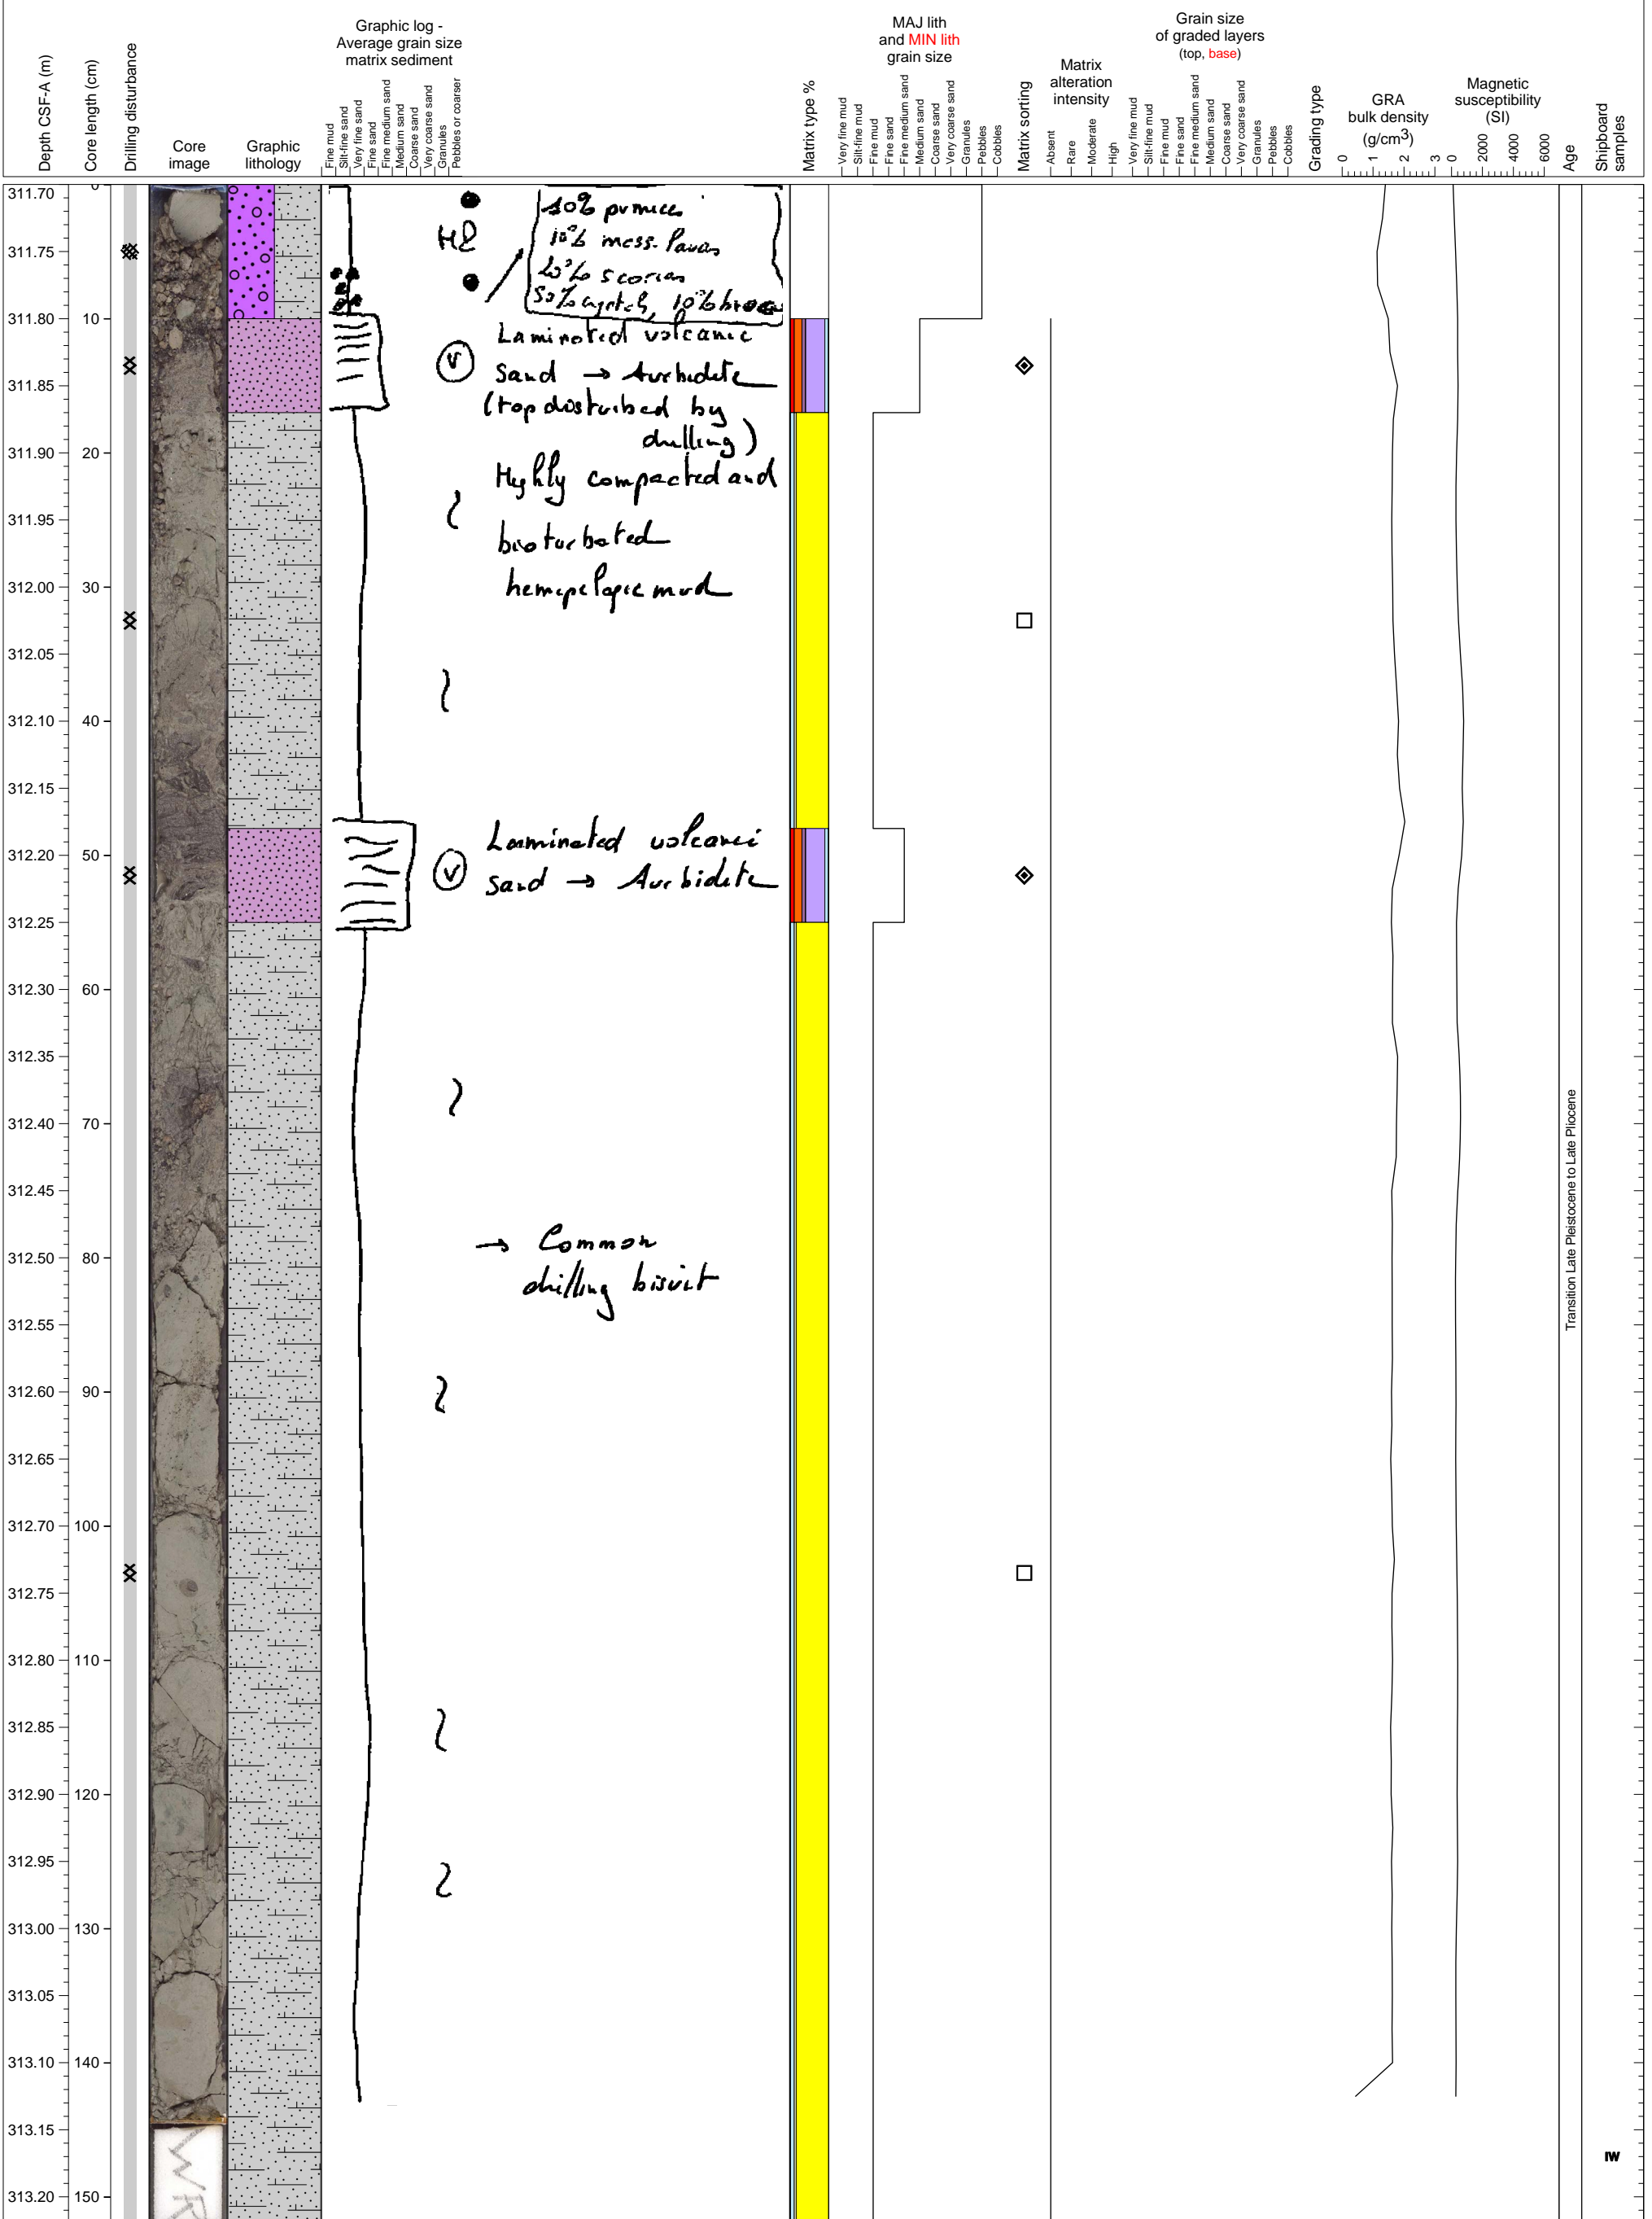 Depth CSF-A (m)
Core length (cm)
Drilling disturbance
Core
image
Graphic
lithology
Graphic log -
Average grain size
matrix sediment
Fine mud
Silt-fine sand
Very fine sand
Fine sand
Fine medium sand
Medium sand
Coarse sand
Very coarse sand
Granules
Pebbles or coarser
Matrix type %
MAJ lith
and MIN lith
grain size
Very fine mud
Silt-fine mud
Fine mud
Fine sand
Fine medium sand
Medium sand
Coarse sand
Very coarse sand
Granules
Pebbles
Cobbles
Matrix sorting
Matrix
alteration
intensity
Absent
Rare
Moderate
High
Grain size
of graded layers
(top, base)
Very fine mud
Silt-fine mud
Fine mud
Fine sand
Fine medium sand
Medium sand
Coarse sand
Very coarse sand
Granules
Pebbles
Cobbles
Grading type
GRA
bulk density
(g/cm3)
0 1 2 3
Magnetic
susceptibility
(SI)
0 2000 4000 6000
Age
Shipboard
samples
311.70 0
311.75
311.80 10
311.85
311.90 20
311.95
312.00 30
312.05
312.10 40
312.15
312.20 50
312.25
312.30 60
312.35
312.40 70
312.45
312.50 80
312.55
312.60 90
312.65
312.70 100
312.75
312.80 110
312.85
312.90 120
312.95
313.00 130
313.05
313.10 140
313.15
313.20 150
10% pumices
10% mass. lavas
20% scorias
50%, 10%
Laminated volcanic
V
sand → turbidite
(top disturbed by
drilling)
Highly compacted and
bioturbated
hemipelagic mud
Laminated volcanic
V
sand → turbidite
→ Common
drilling biscuit
Transition Late Pleistocene to Late Pliocene
IW
WR